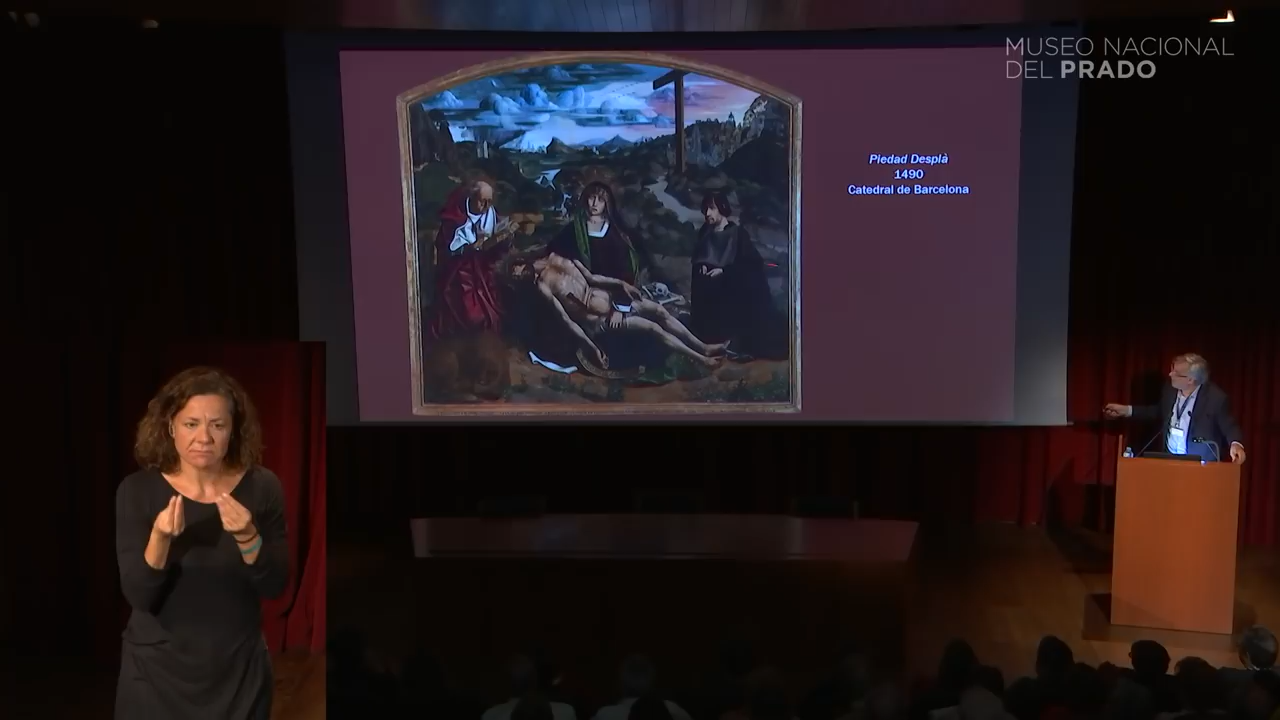 MUSEO NACIONAL
DEL PRADO
Piedad Desplà
1490
Catedral de Barcelona